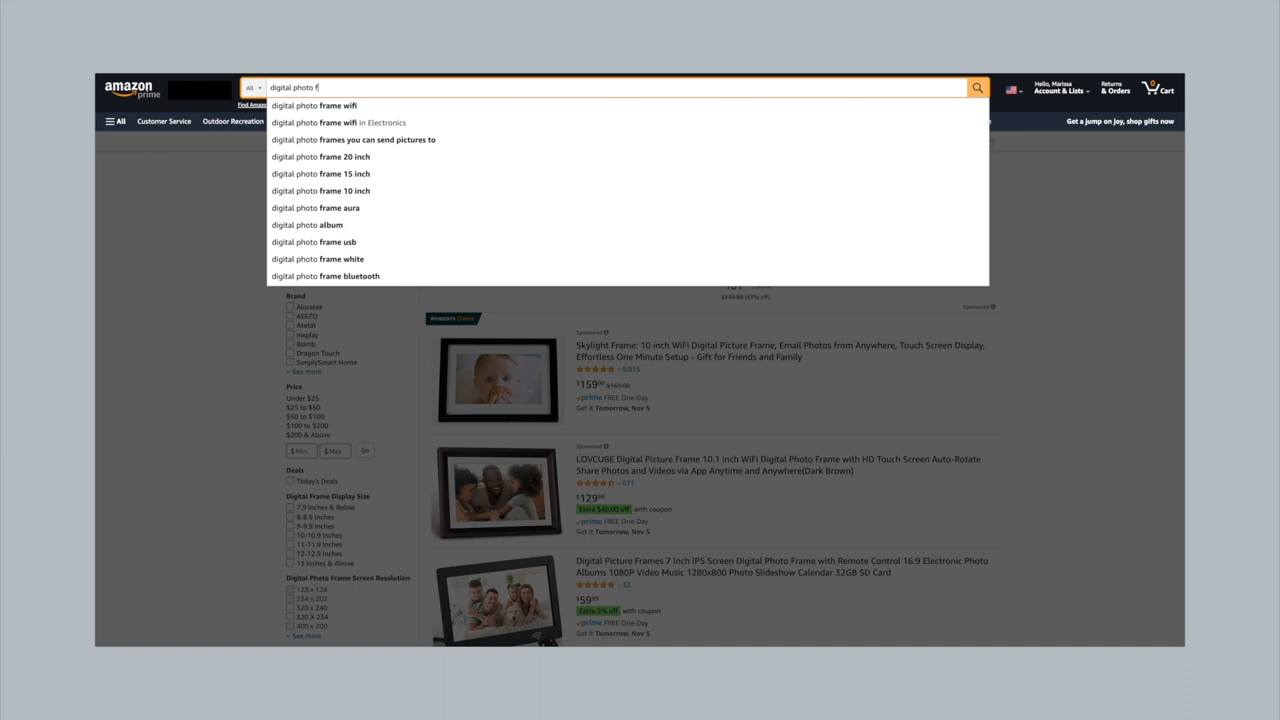 amazon
prime
All
digital photo f
Hello, Marissa
Account & Lists
Returns
& Orders
0
Cart
Find Amazon
All
Customer Service
Outdoor Recreation
Get a jump on joy, shop gifts now
digital photo frame wifi
digital photo frame wifi in Electronics
digital photo frames you can send pictures to
digital photo frame 20 inch
digital photo frame 15 inch
digital photo frame 10 inch
digital photo frame aura
digital photo album
digital photo frame usb
digital photo frame white
digital photo frame bluetooth
Brand
Aluratek
AEEZO
Atatat
nixplay
Bsimb
Dragon Touch
SimplySmart Home
See more
Price
Under $25
$25 to $50
$50 to $100
$100 to $200
$200 & Above
$ Min
$ Max
Go
Deals
Today's Deals
Digital Frame Display Size
7.9 Inches & Below
8-8.9 Inches
9-9.9 Inches
10-10.9 Inches
11-11.9 Inches
12-12.9 Inches
13 Inches & Above
Digital Photo Frame Screen Resolution
128 x 128
234 x 202
320 x 240
320 X 234
400 x 200
See more
(43% off)
Sponsored
Amazon's Choice
Sponsored
Skylight Frame: 10 inch WiFi Digital Picture Frame, Email Photos from Anywhere, Touch Screen Display,
Effortless One Minute Setup - Gift for Friends and Family
9,815
$159.00 $169.00
prime FREE One-Day
Get it Tomorrow, Nov 5
Sponsored
LOVCUBE Digital Picture Frame 10.1 inch WiFi Digital Photo Frame with HD Touch Screen Auto-Rotate
Share Photos and Videos via App Anytime and Anywhere(Dark Brown)
571
$129.99
Extra $40.00 off with coupon
prime FREE One-Day
Get it Tomorrow, Nov 5
Digital Picture Frames 7 Inch IPS Screen Digital Photo Frame with Remote Control 16:9 Electronic Photo
Albums 1080P Video Music 1280x800 Photo Slideshow Calendar 32GB SD Card
32
$59.99
Extra 5% off with coupon
prime FREE One-Day
Get it Tomorrow, Nov 5